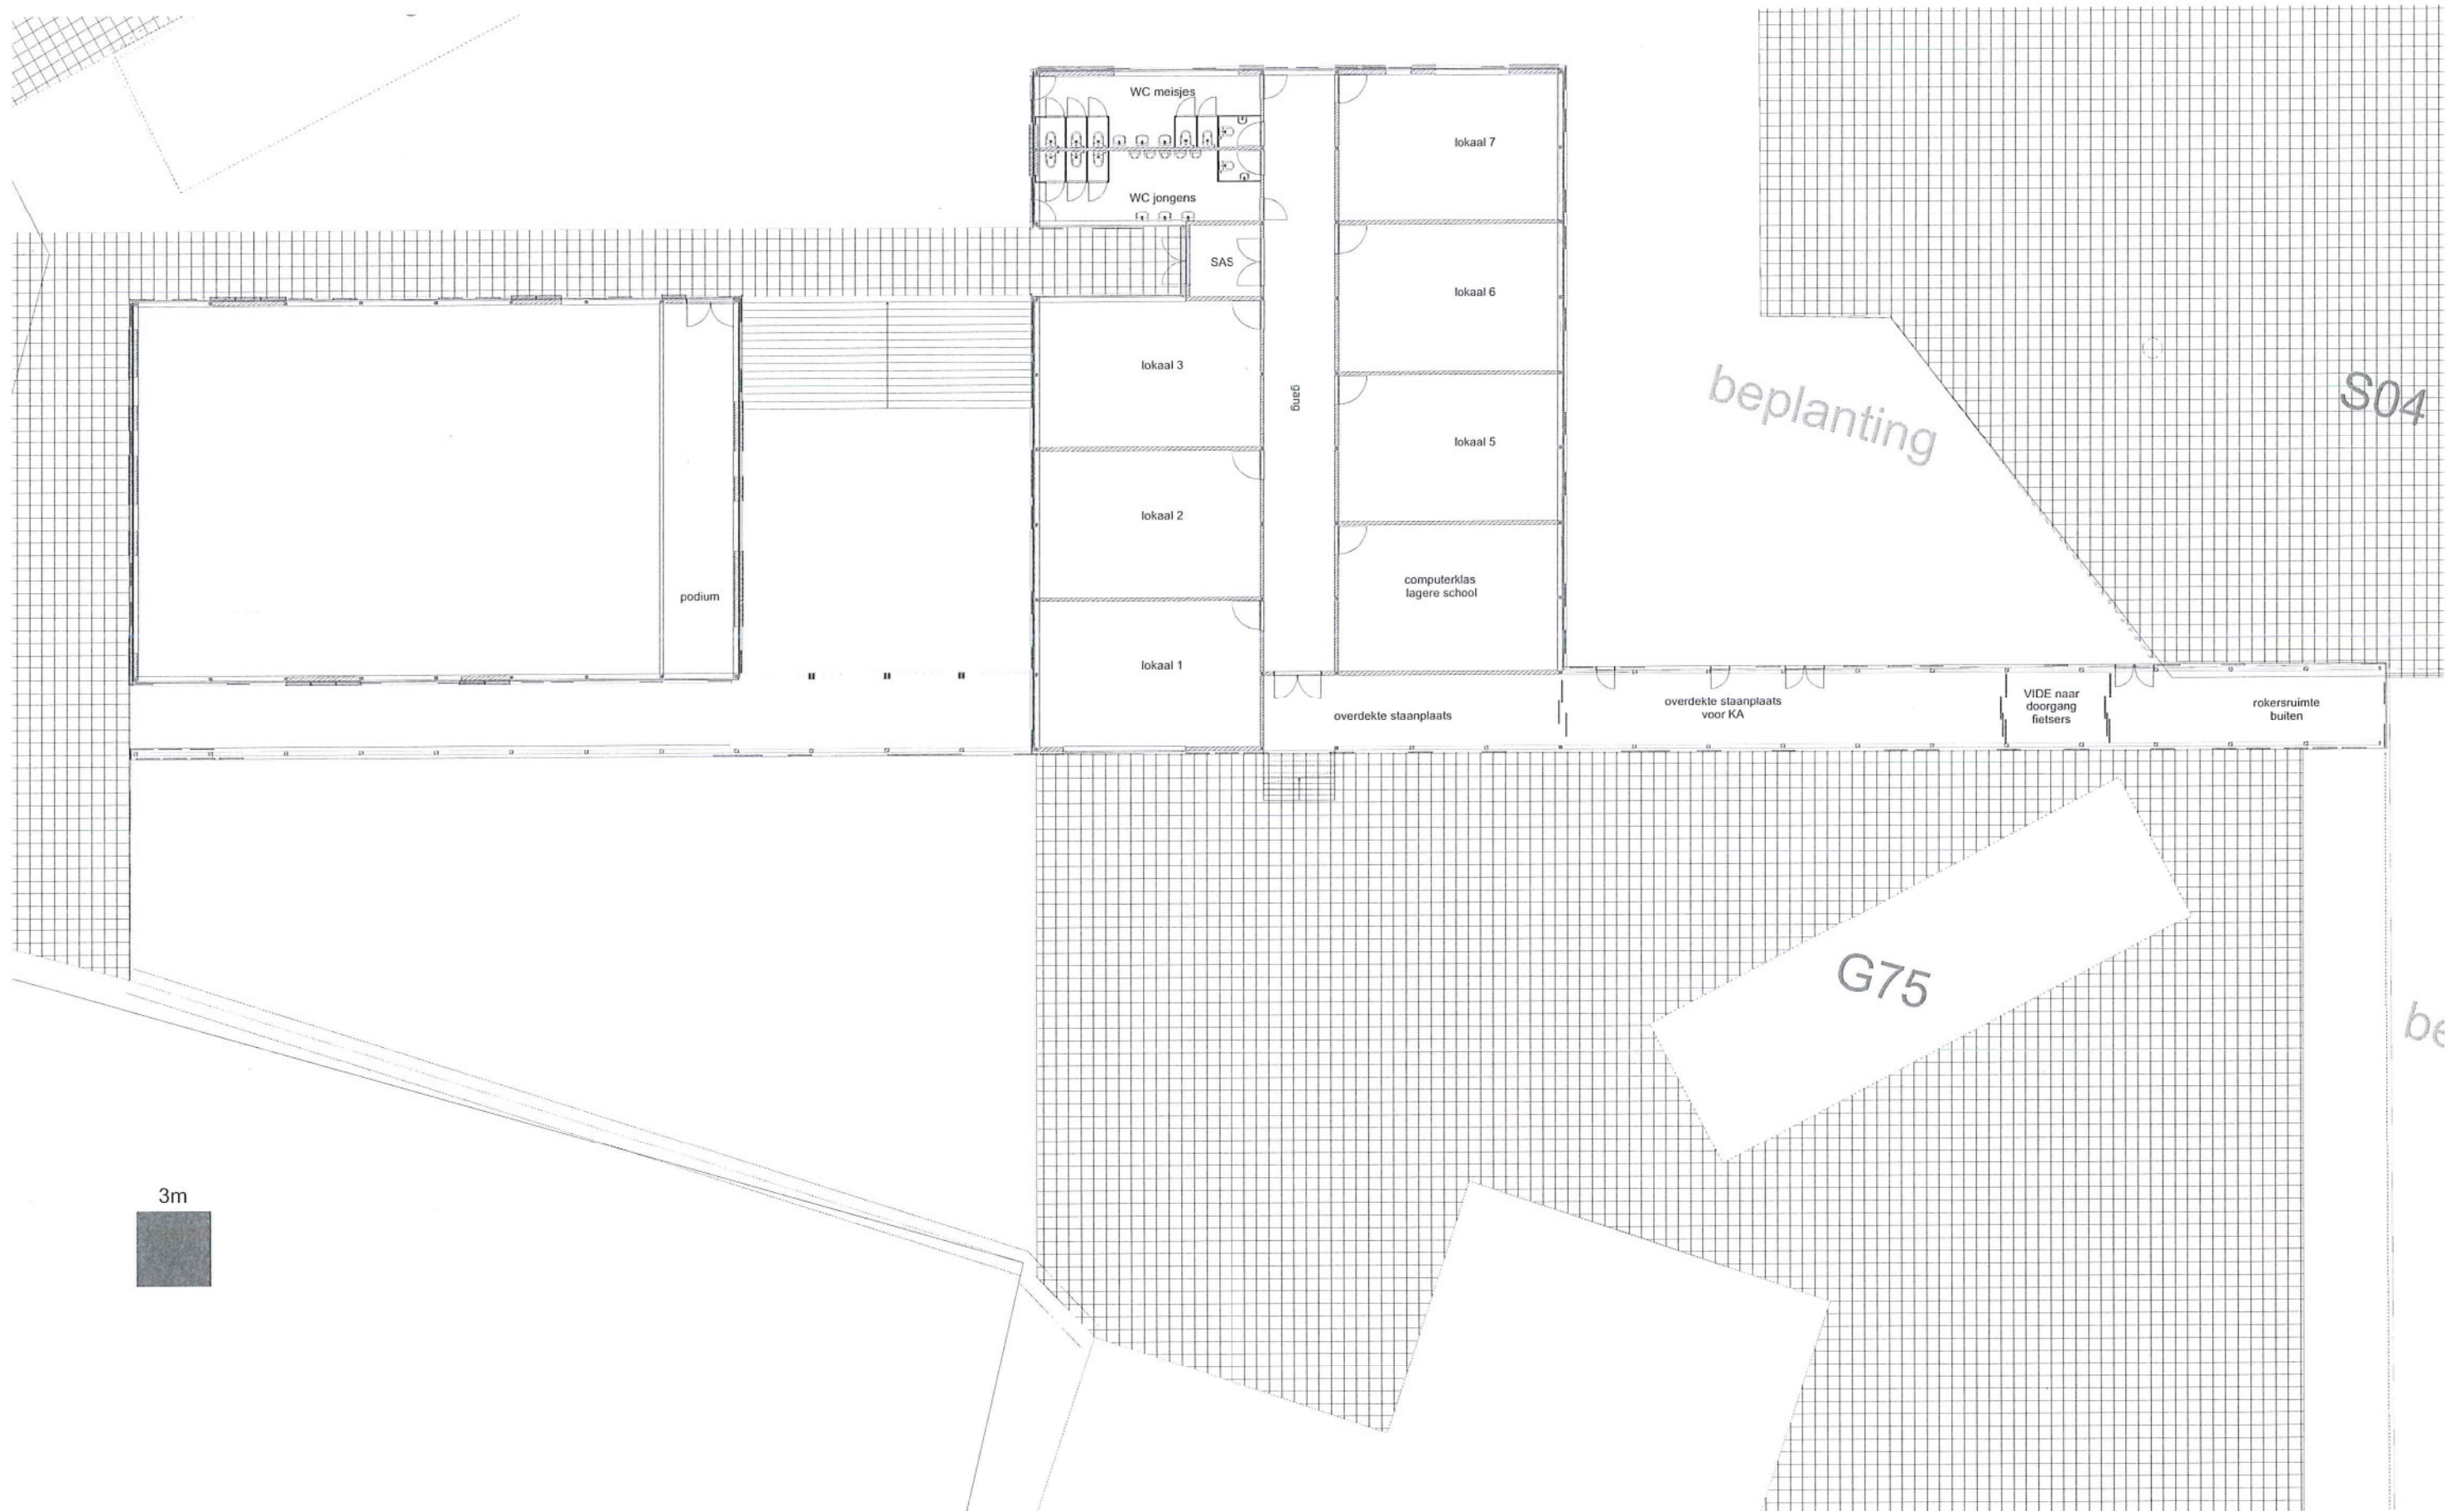 WC meisjes
lokaal 7
WC jongens
SAS
lokaal 6
lokaal 3
gang
beplanting
S04
lokaal 5
lokaal 2
computerklas
lagere school
podium
lokaal 1
overdekte staanplaats
overdekte staanplaats
voor KA
VIDE naar
doorgang
fietsers
rokersruimte
buiten
G75
be
3m